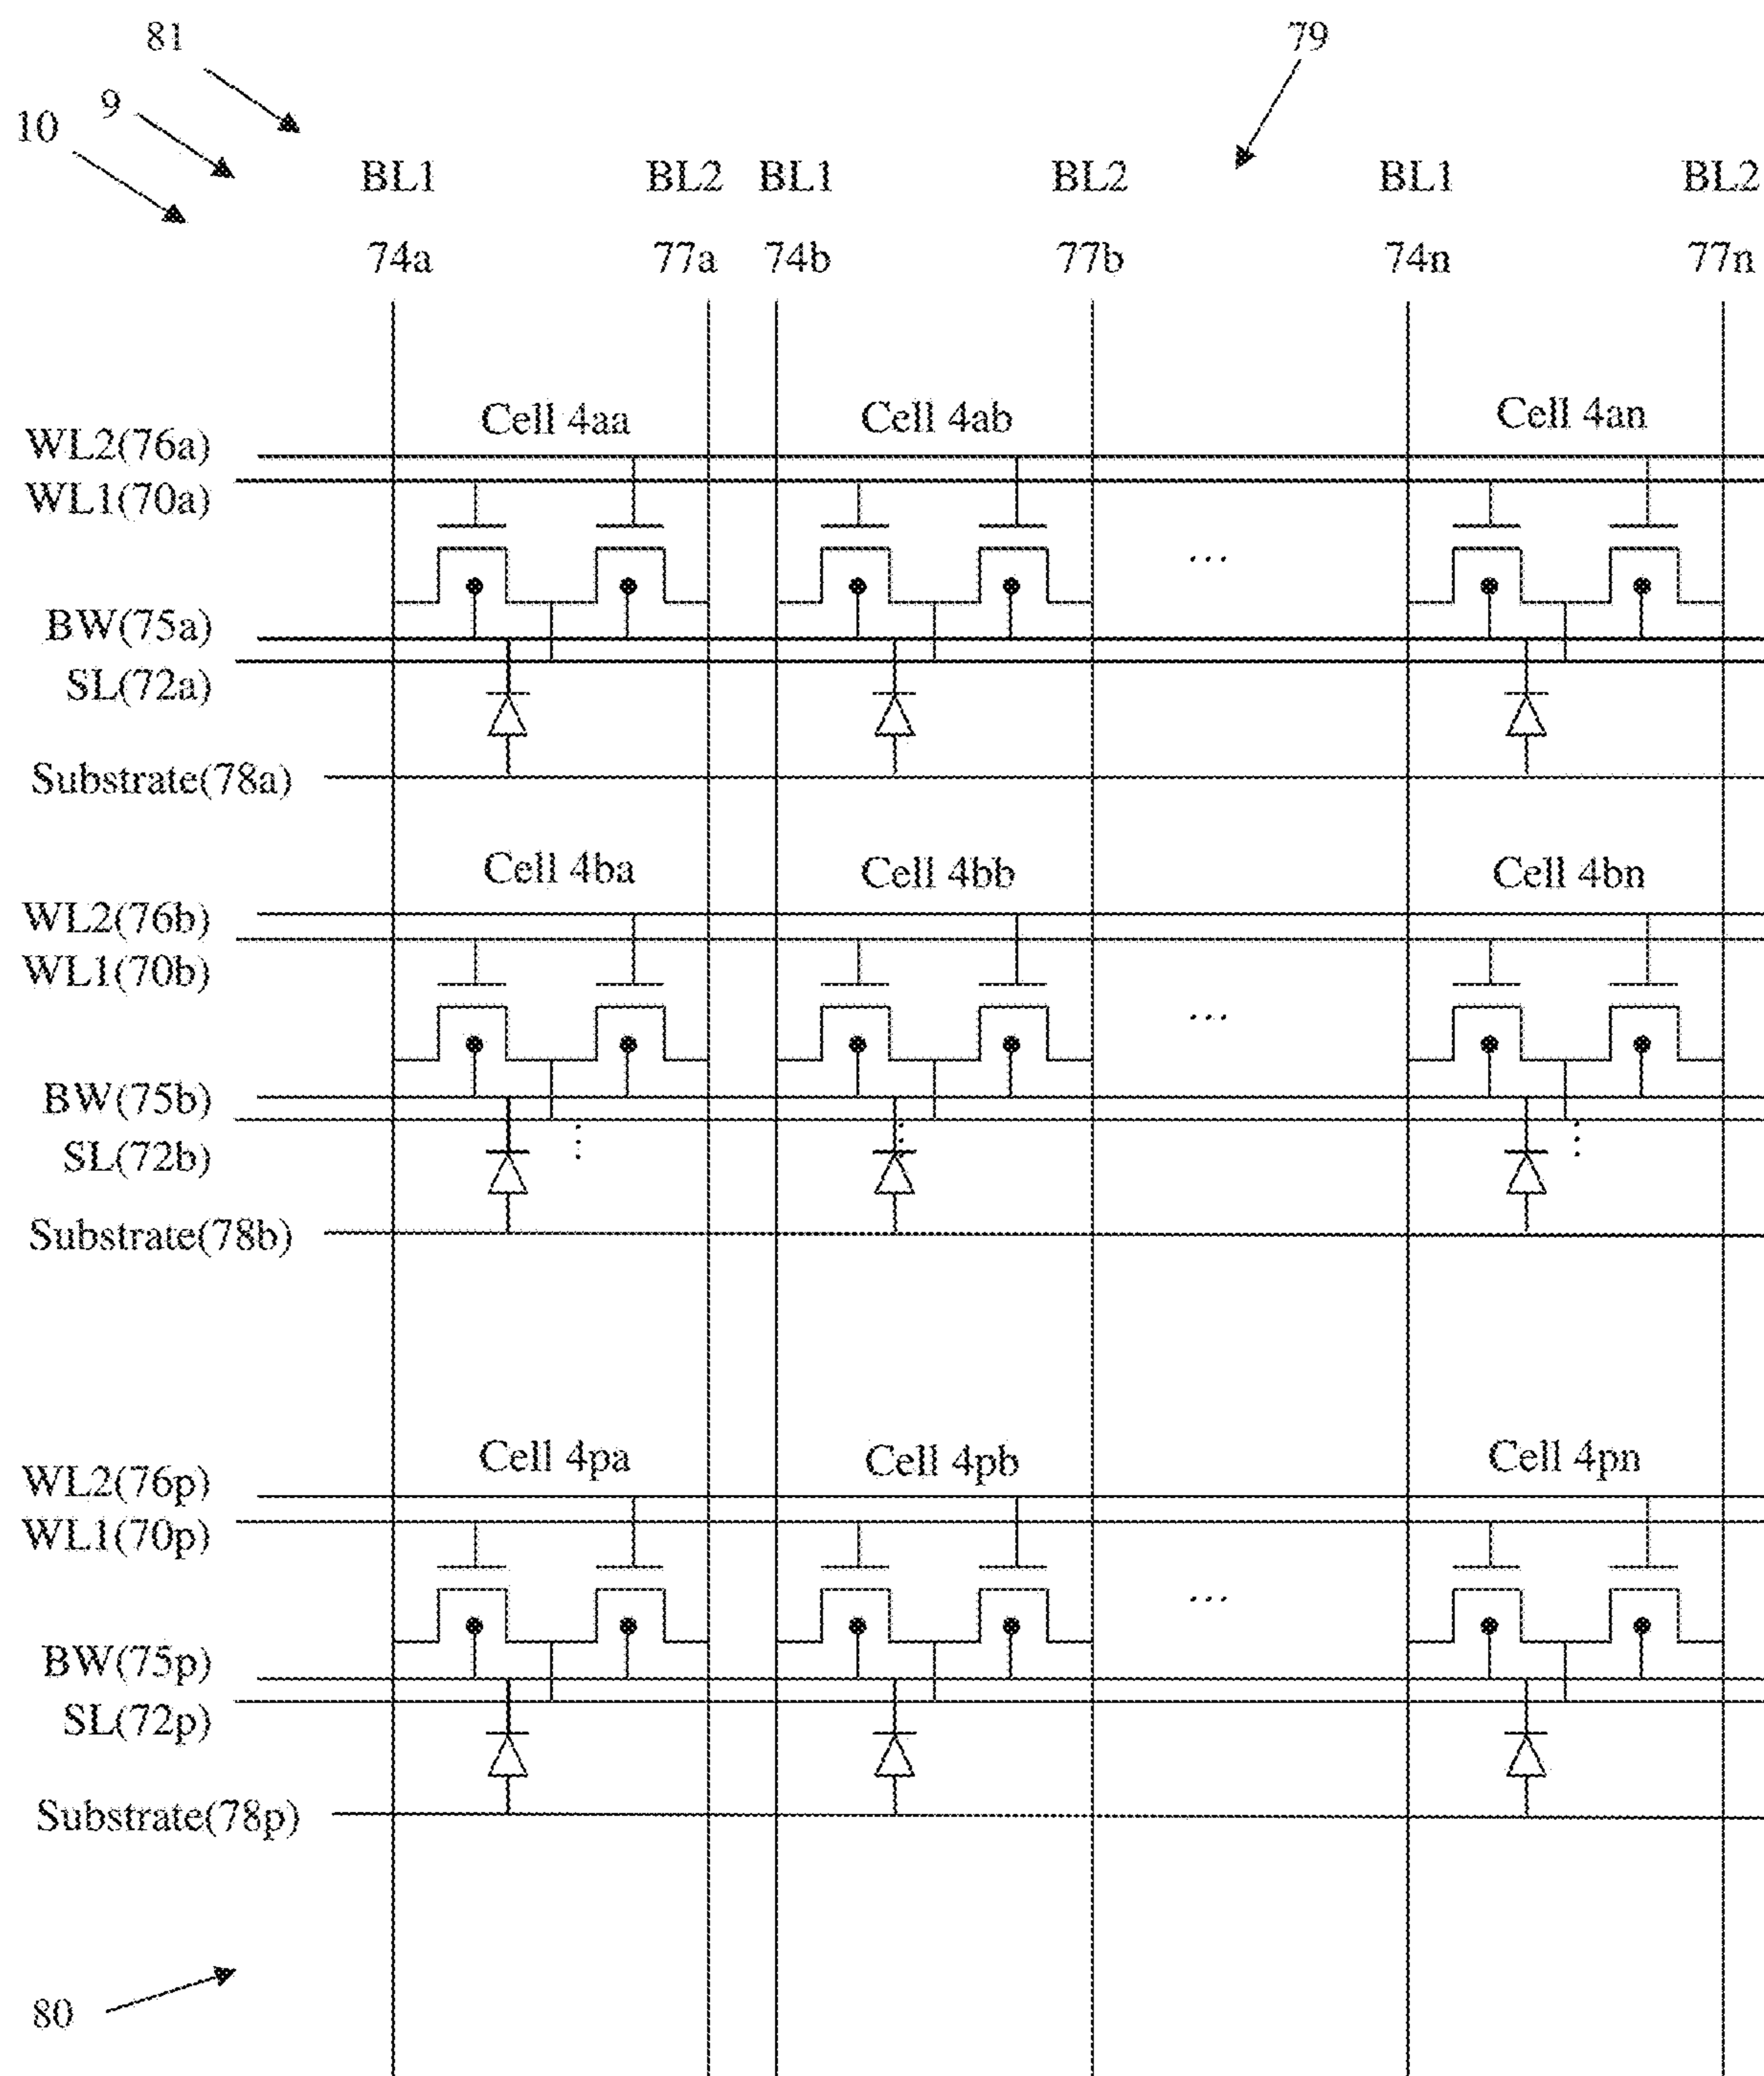 81
79
9
10
BL1 BL2 BL1 BL2 BL1 BL2
74a 77a 74b 77b 74n 77n
Cell 4aa Cell 4ab Cell 4an
WL2(76a)
WL1(70a)
...
BW(75a)
SL(72a)
Substrate(78a)
Cell 4ba Cell 4bb Cell 4bn
WL2(76b)
WL1(70b)
...
BW(75b)
SL(72b)
Substrate(78b)
Cell 4pa Cell 4pb Cell 4pn
WL2(76p)
WL1(70p)
...
BW(75p)
SL(72p)
Substrate(78p)
80